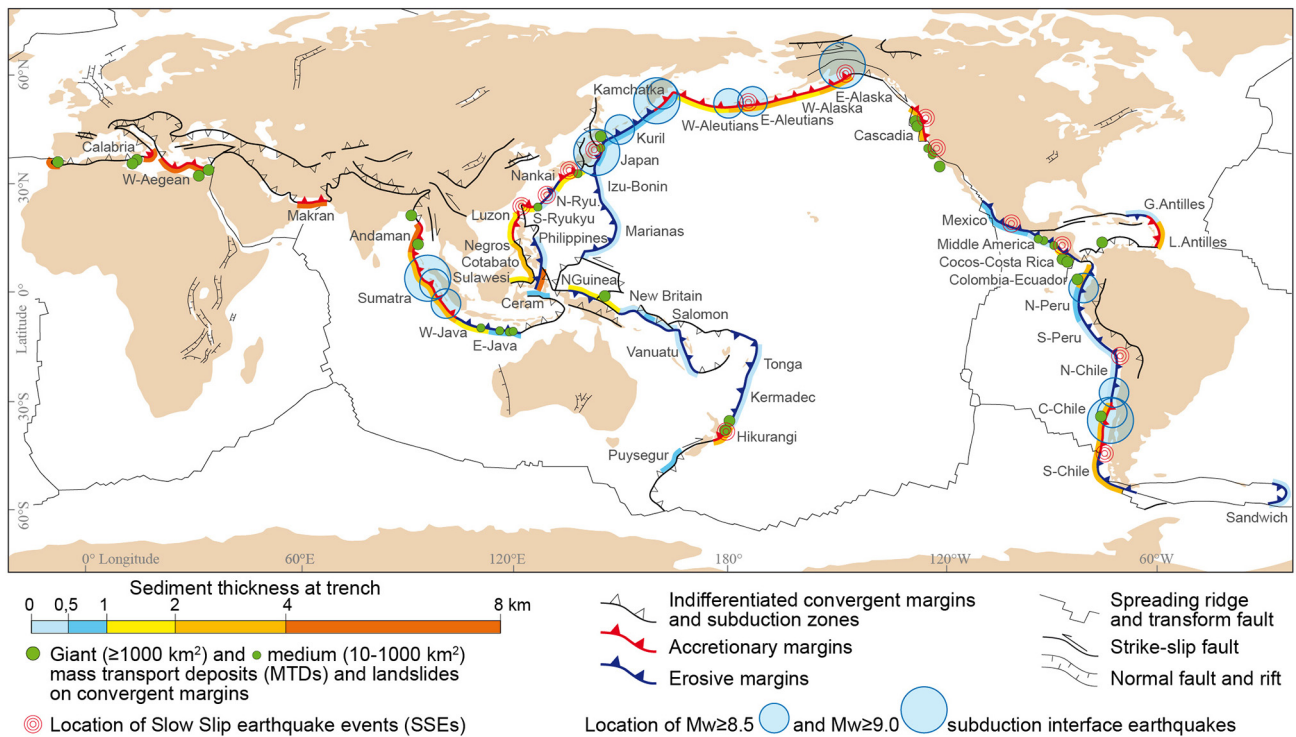 60°N
30°N
0°
30°S
60°S
Latitude
0° Longitude
60°E
120°E
180°
120°W
60°W
Calabria
W-Aegean
Makran
Andaman
Sumatra
W-Java
E-Java
Kamchatka
Kuril
Japan
Nankai
Izu-Bonin
N-Ryu.
S-Ryukyu
Luzon
Philippines
Marianas
Negros
Cotabato
Sulawesi
Ceram
NGuinea
New Britain
Salomon
Vanuatu
Tonga
Kermadec
Hikurangi
Puysegur
W-Aleutians
E-Aleutians
W-Alaska
E-Alaska
Cascadia
Mexico
Middle America
Cocos-Costa Rica
Colombia-Ecuador
G.Antilles
L.Antilles
N-Peru
S-Peru
N-Chile
C-Chile
S-Chile
Sandwich
Sediment thickness at trench
0 0,5 1 2 4 8 km
Giant (≥1000 km²) and medium (10-1000 km²)
mass transport deposits (MTDs) and landslides
on convergent margins
Location of Slow Slip earthquake events (SSEs)
Indifferentiated convergent margins
and subduction zones
Accretionary margins
Erosive margins
Spreading ridge
and transform fault
Strike-slip fault
Normal fault and rift
Location of Mw≥8.5 and Mw≥9.0 subduction interface earthquakes